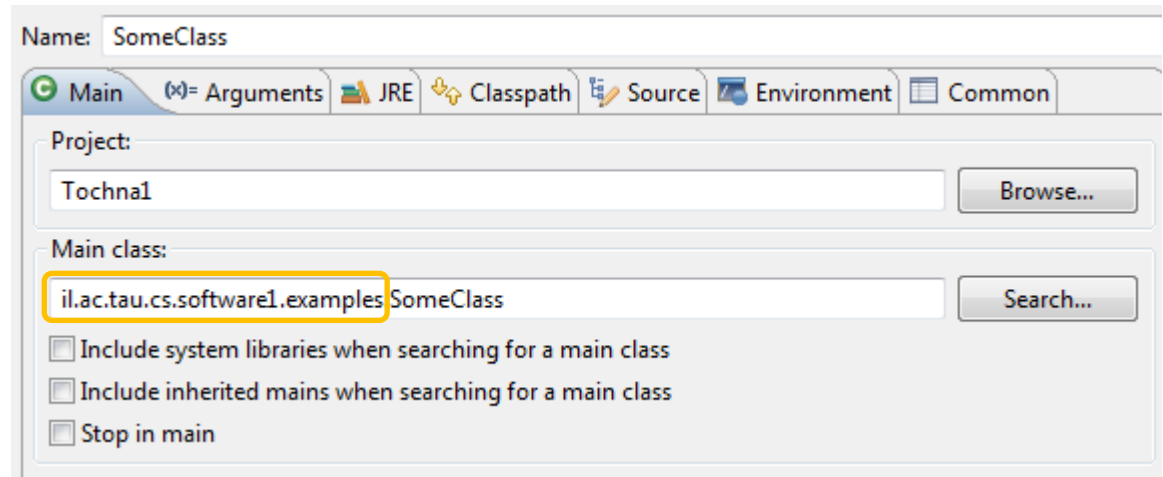 Name: SomeClass
Main (x)= Arguments JRE Classpath Source Environment Common
Project:
Tochna1 Browse...
Main class:
il.ac.tau.cs.software1.examples.SomeClass Search...
Include system libraries when searching for a main class
Include inherited mains when searching for a main class
Stop in main